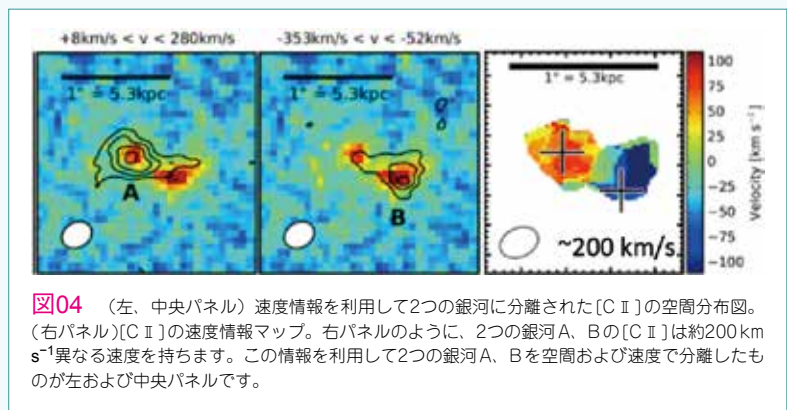 +8km/s < v < 280km/s
1" = 5.3kpc
A
-353km/s < v < -52km/s
1" = 5.3kpc
B
1" = 5.3kpc
~200 km/s
100
75
50
25
0
−25
−50
−75
−100
Velocity [km s⁻¹]
図04 (左、中央パネル)速度情報を利用して2つの銀河に分離された[CⅡ]の空間分布図。
(右パネル)[CⅡ]の速度情報マップ。右パネルのように、2つの銀河A、Bの[CⅡ]は約200km
s⁻¹異なる速度を持ちます。この情報を利用して2つの銀河A、Bを空間および速度で分離したも
のが左および中央パネルです。